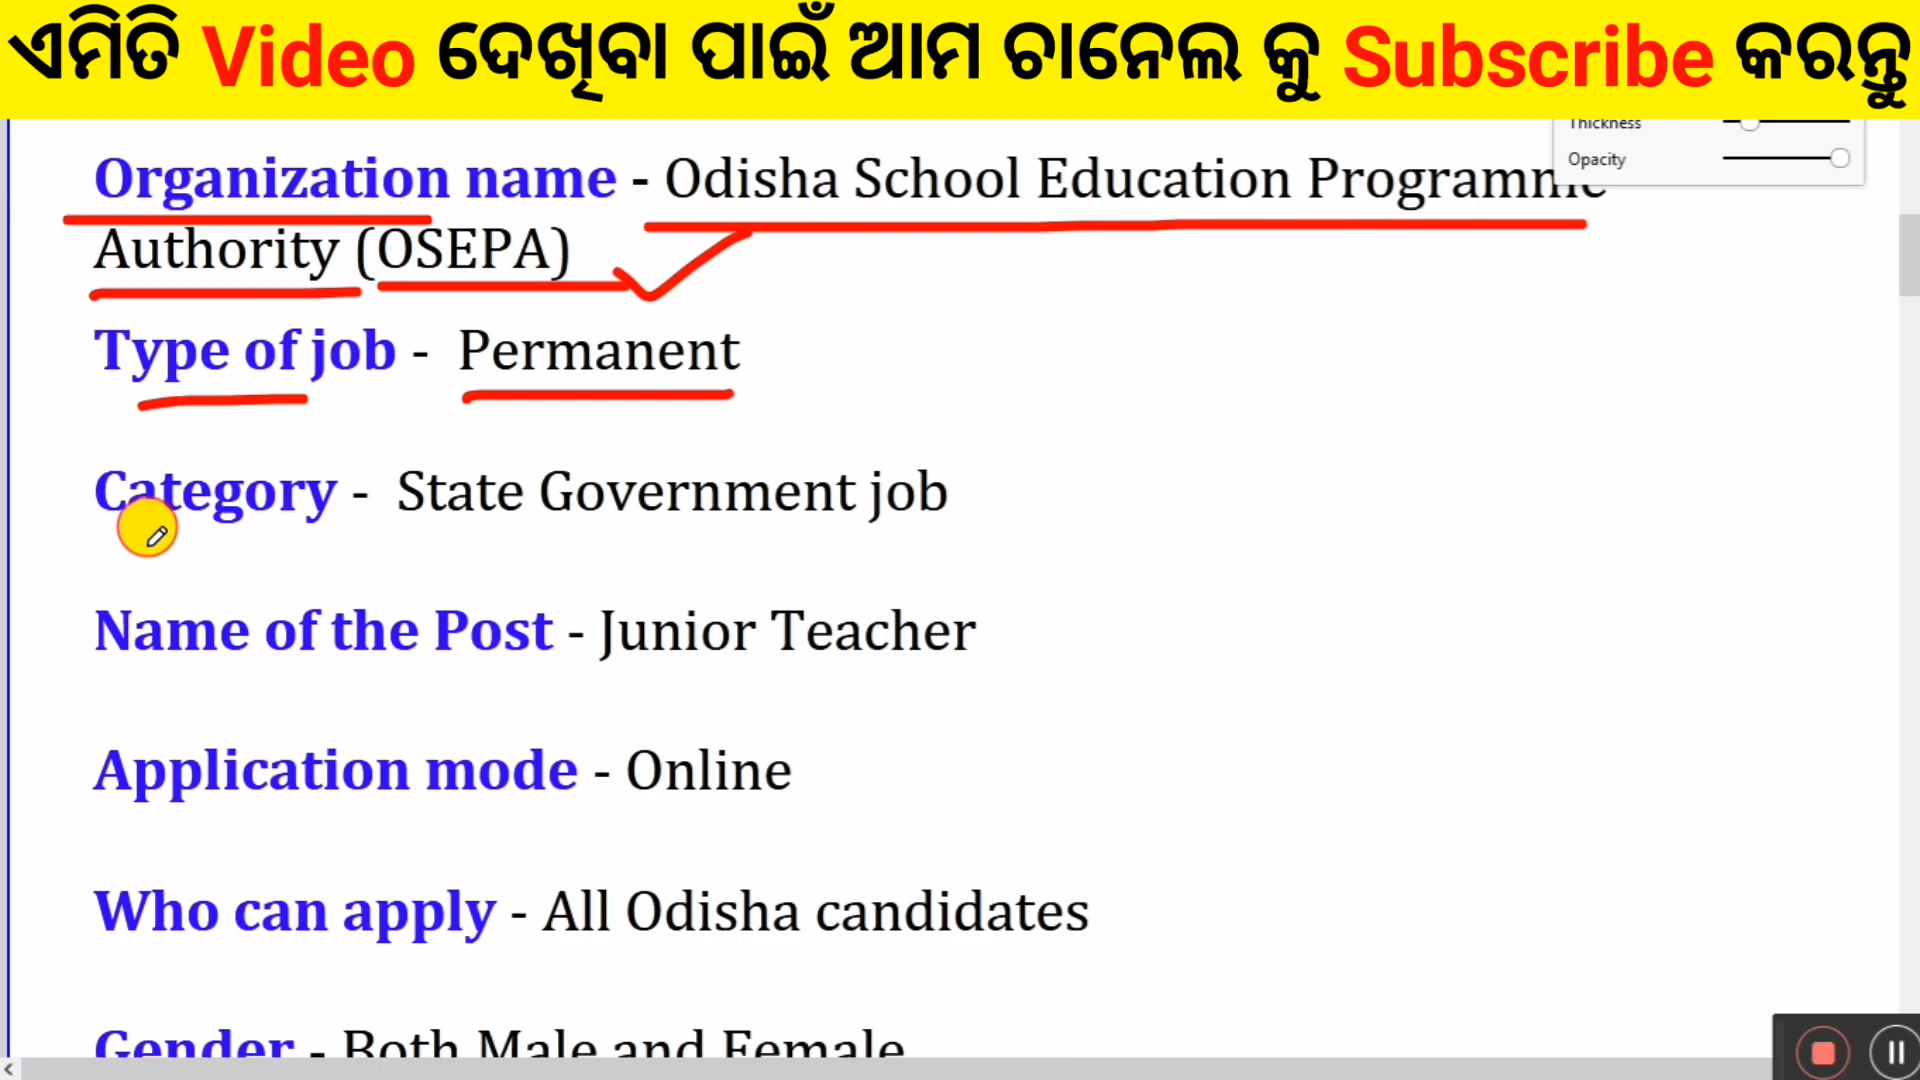 ଏମିତି Video ଦେଖିବା ପାଇଁ ଆମ ଚାନେଲ କୁ Subscribe କରନ୍ତୁ
Thickness
Opacity
Organization name - Odisha School Education Programme
Authority (OSEPA)
Type of job - Permanent
Category - State Government job
Name of the Post - Junior Teacher
Application mode - Online
Who can apply - All Odisha candidates
Gender - Both Male and Female